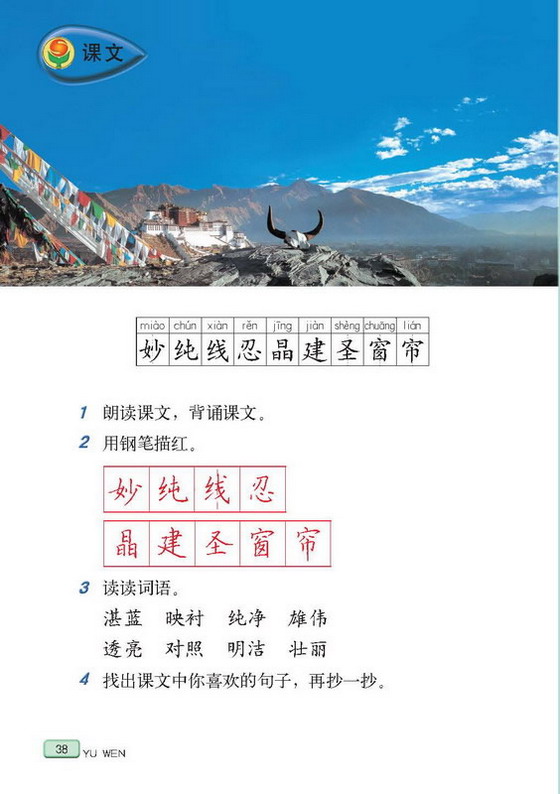 课文
miào chún xiàn rěn jīng jiàn shèng chuāng lián
妙 纯 线 忍 晶 建 圣 窗 帘
1 朗读课文，背诵课文。
2 用钢笔描红。
妙 纯 线 忍
晶 建 圣 窗 帘
3 读读词语。
湛蓝 映衬 纯净 雄伟
透亮 对照 明洁 壮丽
4 找出课文中你喜欢的句子，再抄一抄。
38 YU WEN